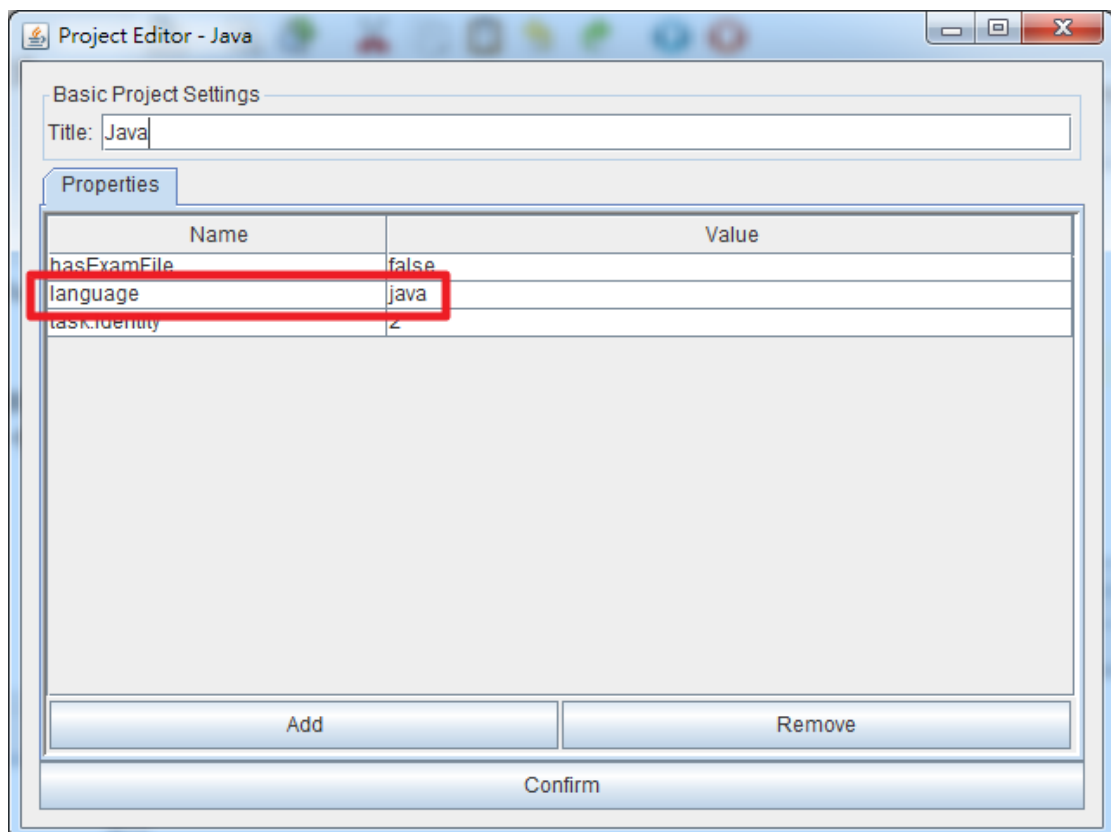 Project Editor - Java
Basic Project Settings
Title: Java
Properties
Name Value
hasExamFile false
language java
task.identity 2
Add Remove
Confirm